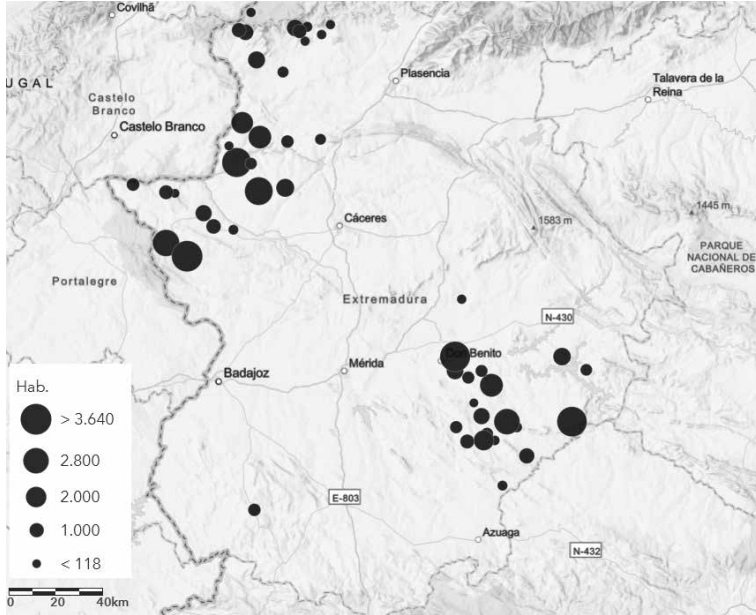 Covilhã
UGAL
Castelo
Branco
Castelo Branco
Plasencia
Talavera de la
Reina
1445 m
1583 m
PARQUE
NACIONAL DE
CABAÑEROS
Cáceres
Portalegre
Extremadura
N-430
Don Benito
Mérida
Badajoz
Hab.
> 3.640
2.800
2.000
1.000
< 118
E-803
Azuaga
N-432
0 20 40km